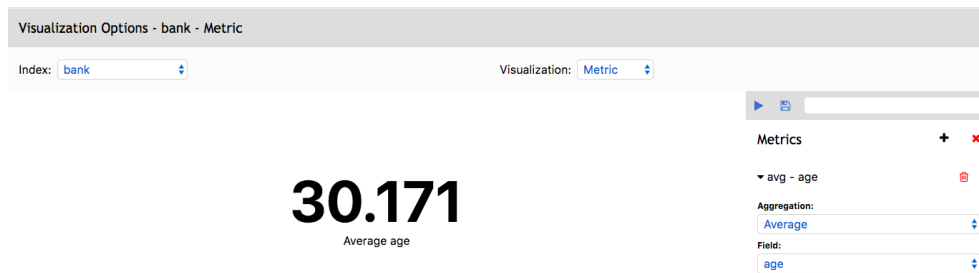 Visualization Options - bank - Metric
Index: bank
Visualization: Metric
30.171
Average age
Metrics
avg - age
Aggregation:
Average
Field:
age